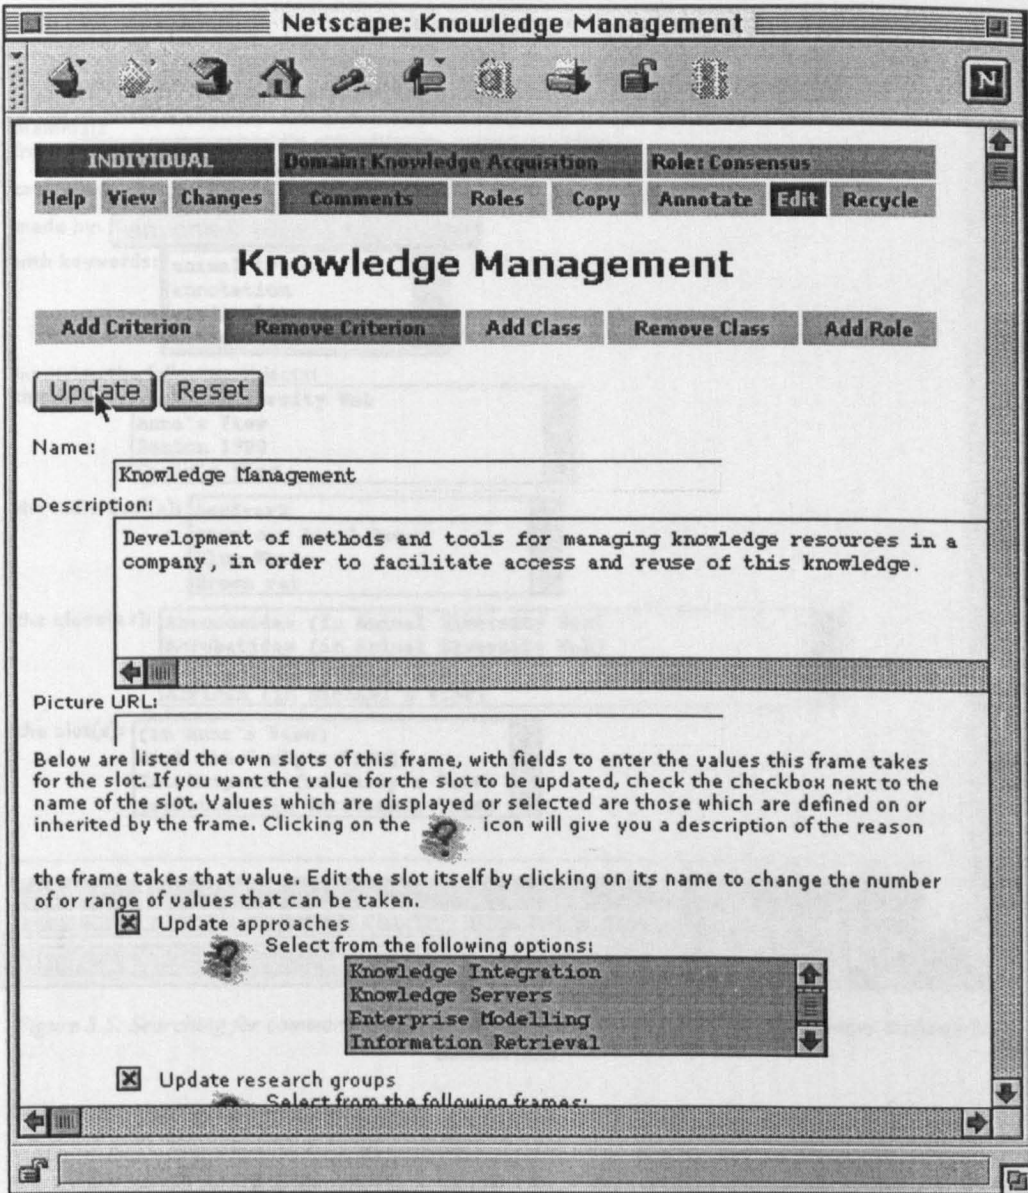 Netscape: Knowledge Management
N
INDIVIDUAL Domain: Knowledge Acquisition Role: Consensus
Help View Changes Comments Roles Copy Annotate Edit Recycle
Knowledge Management
Add Criterion Remove Criterion Add Class Remove Class Add Role
Update Reset
Name:
Knowledge Management
Description:
Development of methods and tools for managing knowledge resources in a
company, in order to facilitate access and reuse of this knowledge.
Picture URL:
Below are listed the own slots of this frame, with fields to enter the values this frame takes
for the slot. If you want the value for the slot to be updated, check the checkbox next to the
name of the slot. Values which are displayed or selected are those which are defined on or
inherited by the frame. Clicking on the ? icon will give you a description of the reason
the frame takes that value. Edit the slot itself by clicking on its name to change the number
of or range of values that can be taken.
Update approaches
? Select from the following options:
Knowledge Integration
Knowledge Servers
Enterprise Modelling
Information Retrieval
Update research groups
Select from the following frames: